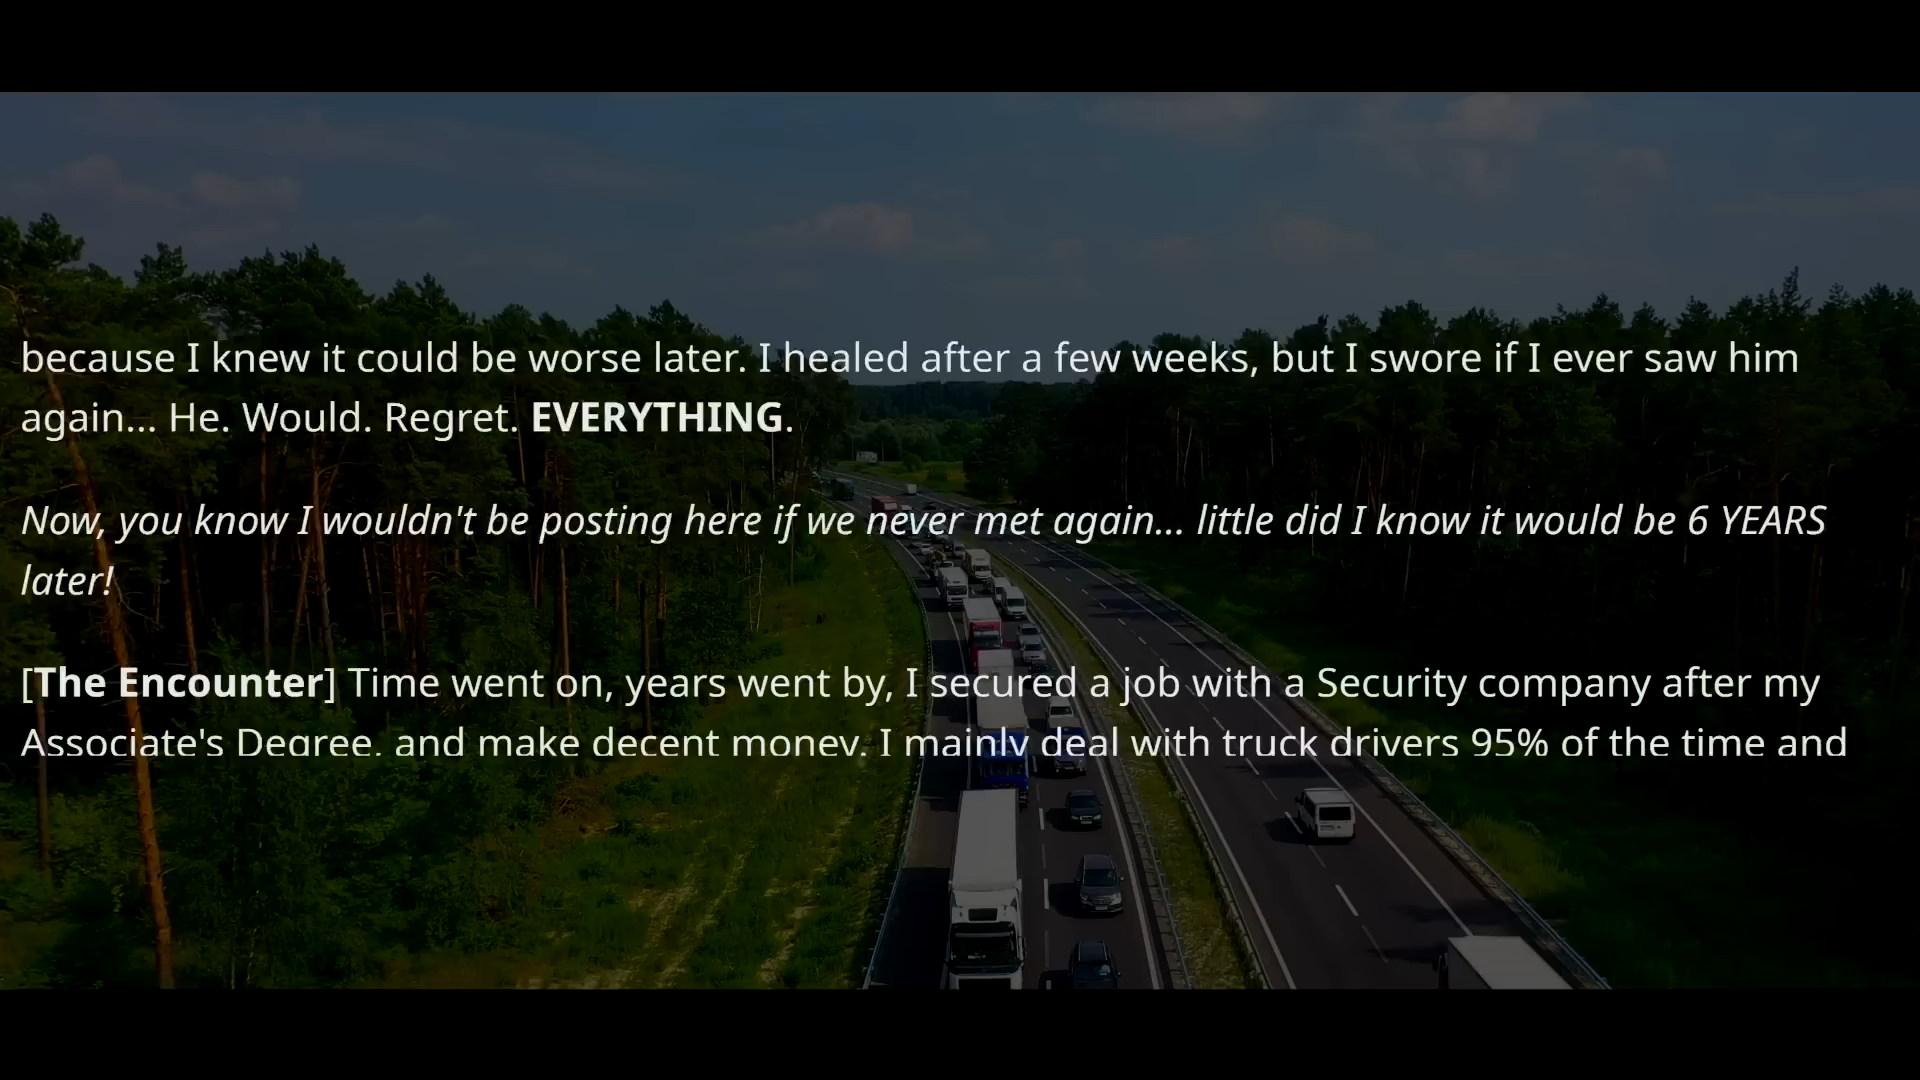 because I knew it could be worse later. I healed after a few weeks, but I swore if I ever saw him
again... He. Would. Regret. EVERYTHING.
Now, you know I wouldn't be posting here if we never met again... little did I know it would be 6 YEARS
later!
[The Encounter] Time went on, years went by, I secured a job with a Security company after my
Associate's Degree, and make decent money. I mainly deal with truck drivers 95% of the time and